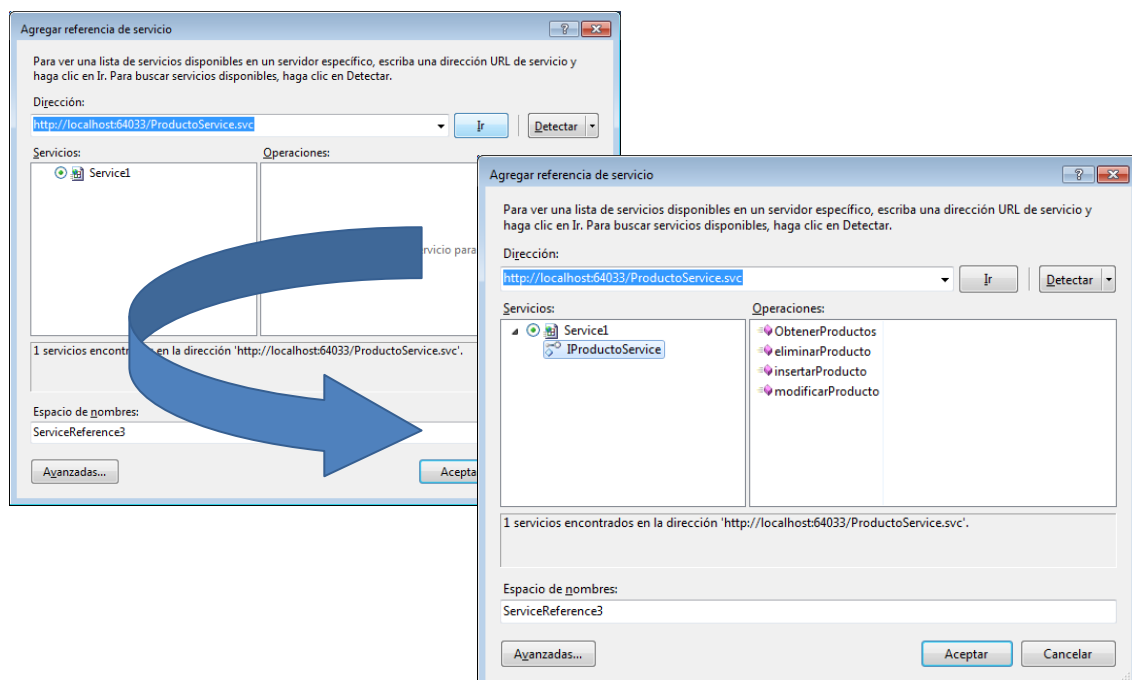 Agregar referencia de servicio
Para ver una lista de servicios disponibles en un servidor específico, escriba una dirección URL de servicio y
haga clic en Ir. Para buscar servicios disponibles, haga clic en Detectar.
Dirección:
http://localhost:64033/ProductoService.svc
Ir
Detectar
Servicios:
Operaciones:
Service1
para
1 servicios en la dirección 'http://localhost:64033/ProductoService.svc'.
Espacio de nombres:
ServiceReference3
Avanzadas...
Agregar referencia de servicio
Para ver una lista de servicios disponibles en un servidor específico, escriba una dirección URL de servicio y
haga clic en Ir. Para buscar servicios disponibles, haga clic en Detectar.
Dirección:
http://localhost:64033/ProductoService.svc
Ir
Detectar
Servicios:
Operaciones:
Service1
IProductoService
ObtenerProductos
eliminarProducto
insertarProducto
modificarProducto
1 servicios encontrados en la dirección 'http://localhost:64033/ProductoService.svc'.
Espacio de nombres:
ServiceReference3
Avanzadas...
Aceptar
Cancelar